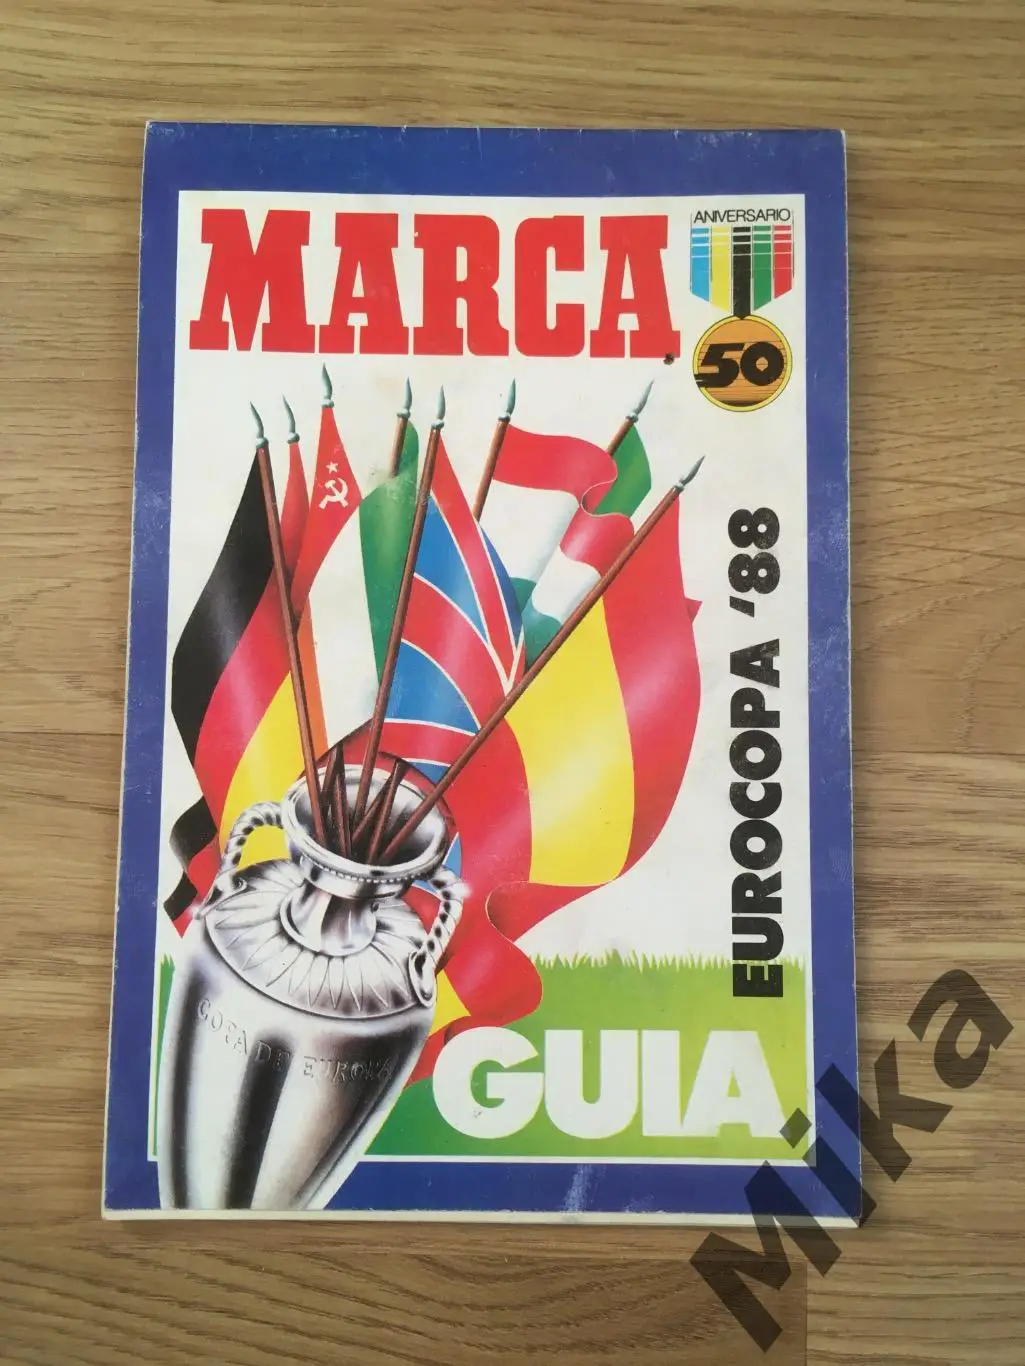 MARCA
ANIVERSARIO
50
EUROCOPA '88
COPA DE EUROPA
GUIA
Mika